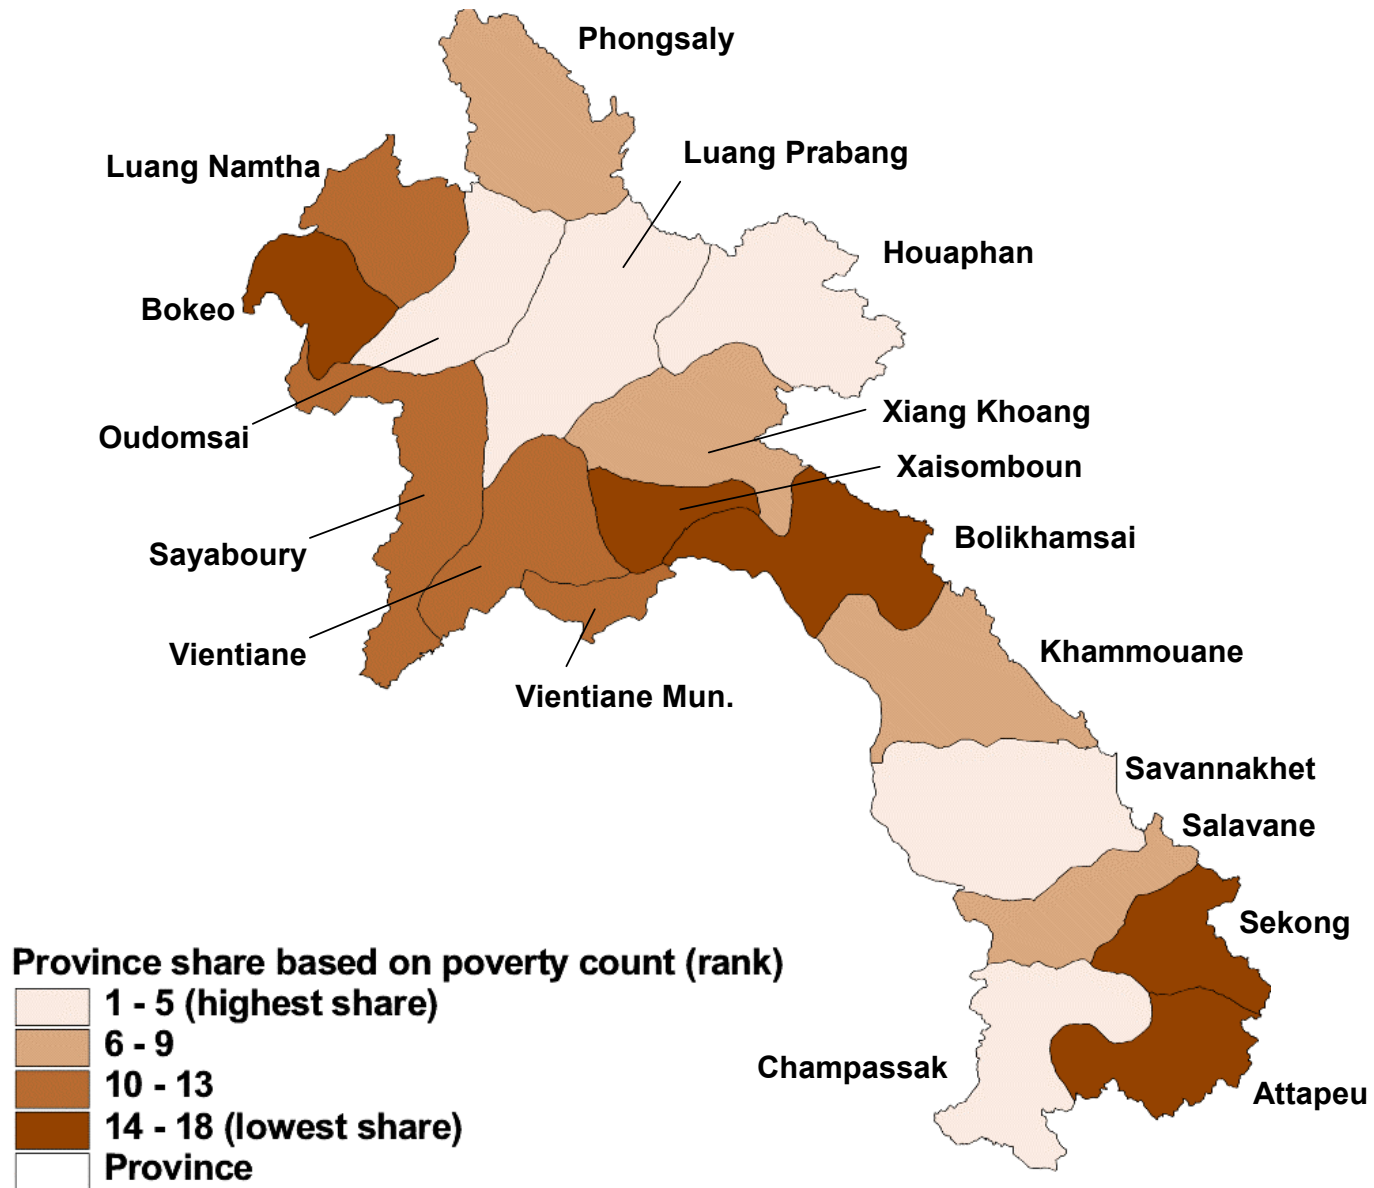 Phongsaly
Luang Prabang
Luang Namtha
Houaphan
Bokeo
Xiang Khoang
Oudomsai
Xaisomboun
Bolikhamsai
Sayaboury
Vientiane
Khammouane
Vientiane Mun.
Savannakhet
Salavane
Sekong
Champassak
Attapeu
Province share based on poverty count (rank)
1 - 5 (highest share)
6 - 9
10 - 13
14 - 18 (lowest share)
Province